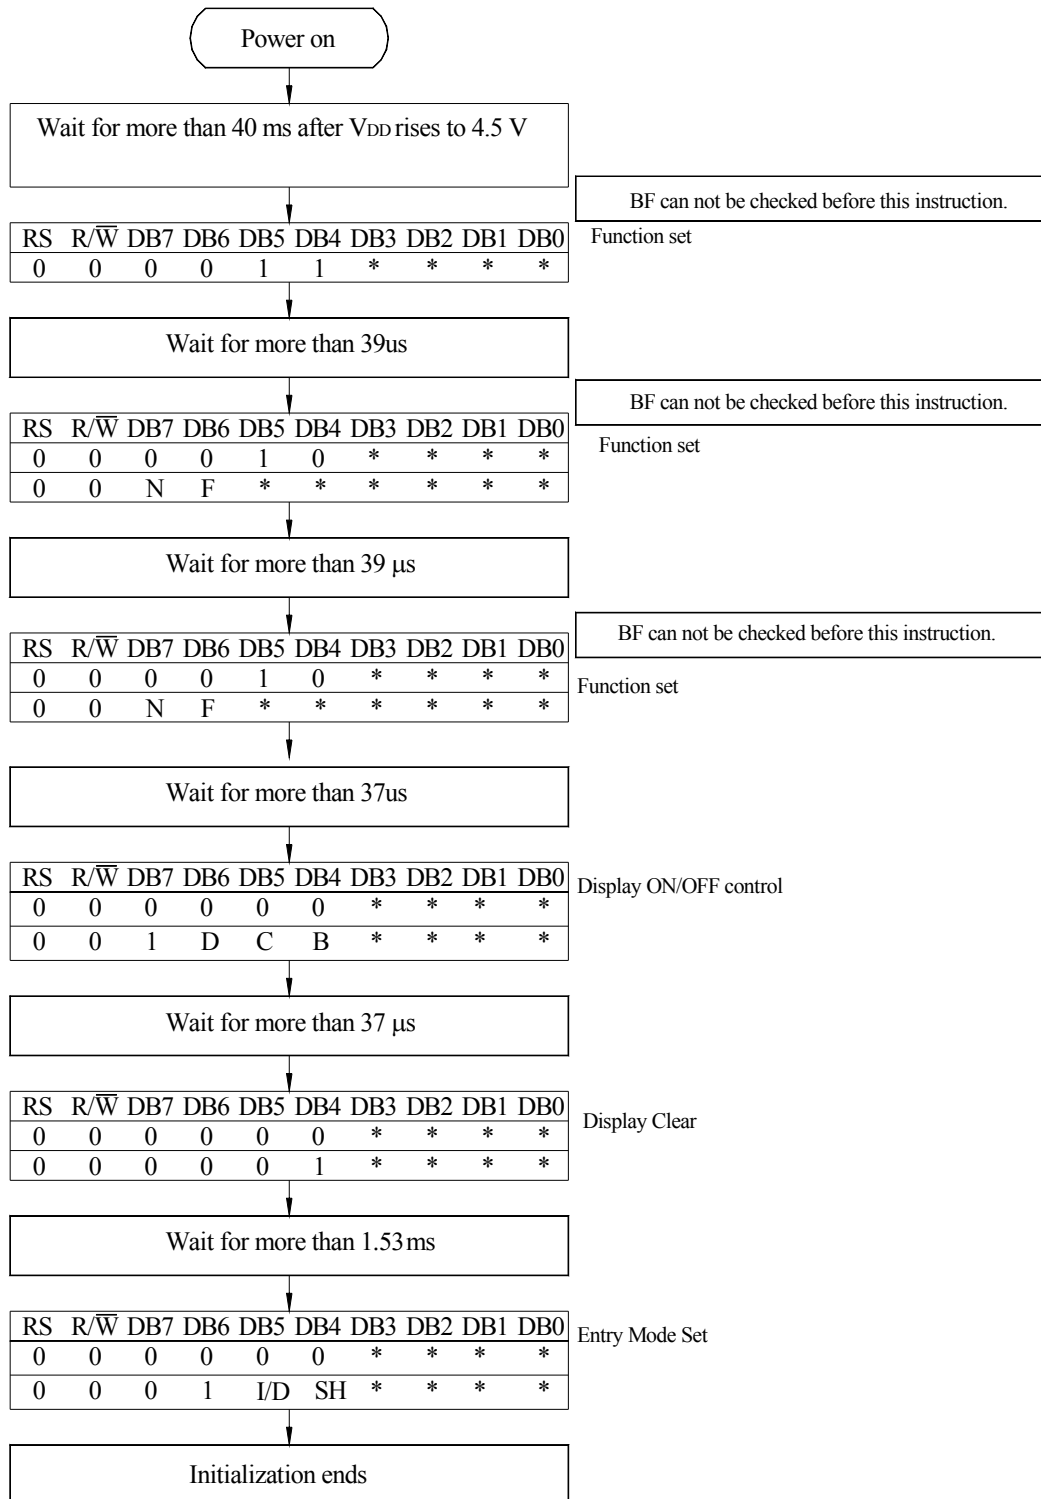 Power on
Wait for more than 40 ms after VDD rises to 4.5 V
BF can not be checked before this instruction.
RS R/W̅ DB7 DB6 DB5 DB4 DB3 DB2 DB1 DB0
Function set
0 0 0 0 1 1 * * * *
Wait for more than 39us
BF can not be checked before this instruction.
RS R/W̅ DB7 DB6 DB5 DB4 DB3 DB2 DB1 DB0
Function set
0 0 0 0 1 0 * * * *
0 0 N F * * * * * *
Wait for more than 39 μs
BF can not be checked before this instruction.
RS R/W̅ DB7 DB6 DB5 DB4 DB3 DB2 DB1 DB0
0 0 0 0 1 0 * * * *
Function set
0 0 N F * * * * * *
Wait for more than 37us
RS R/W̅ DB7 DB6 DB5 DB4 DB3 DB2 DB1 DB0
Display ON/OFF control
0 0 0 0 0 0 * * * *
0 0 1 D C B * * * *
Wait for more than 37 μs
RS R/W̅ DB7 DB6 DB5 DB4 DB3 DB2 DB1 DB0
Display Clear
0 0 0 0 0 0 * * * *
0 0 0 0 0 1 * * * *
Wait for more than 1.53ms
RS R/W̅ DB7 DB6 DB5 DB4 DB3 DB2 DB1 DB0
Entry Mode Set
0 0 0 0 0 0 * * * *
0 0 0 1 I/D SH * * * *
Initialization ends